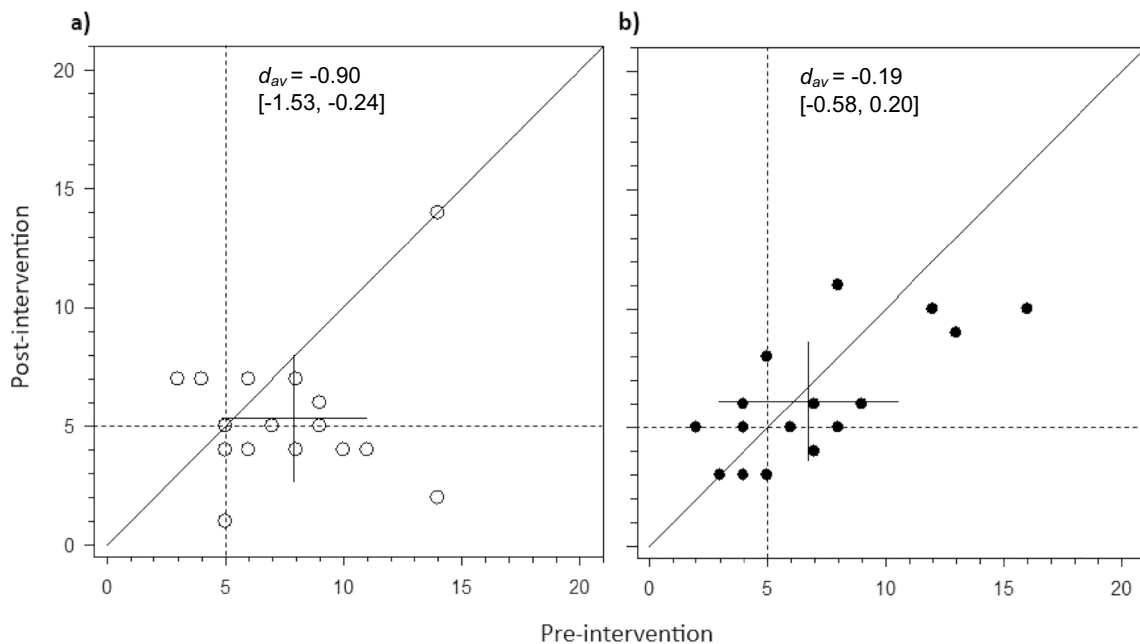 a)
b)
d_av = -0.90
[-1.53, -0.24]
d_av = -0.19
[-0.58, 0.20]
20
15
10
5
0
Post-intervention
0 5 10 15 20
0 5 10 15 20
Pre-intervention